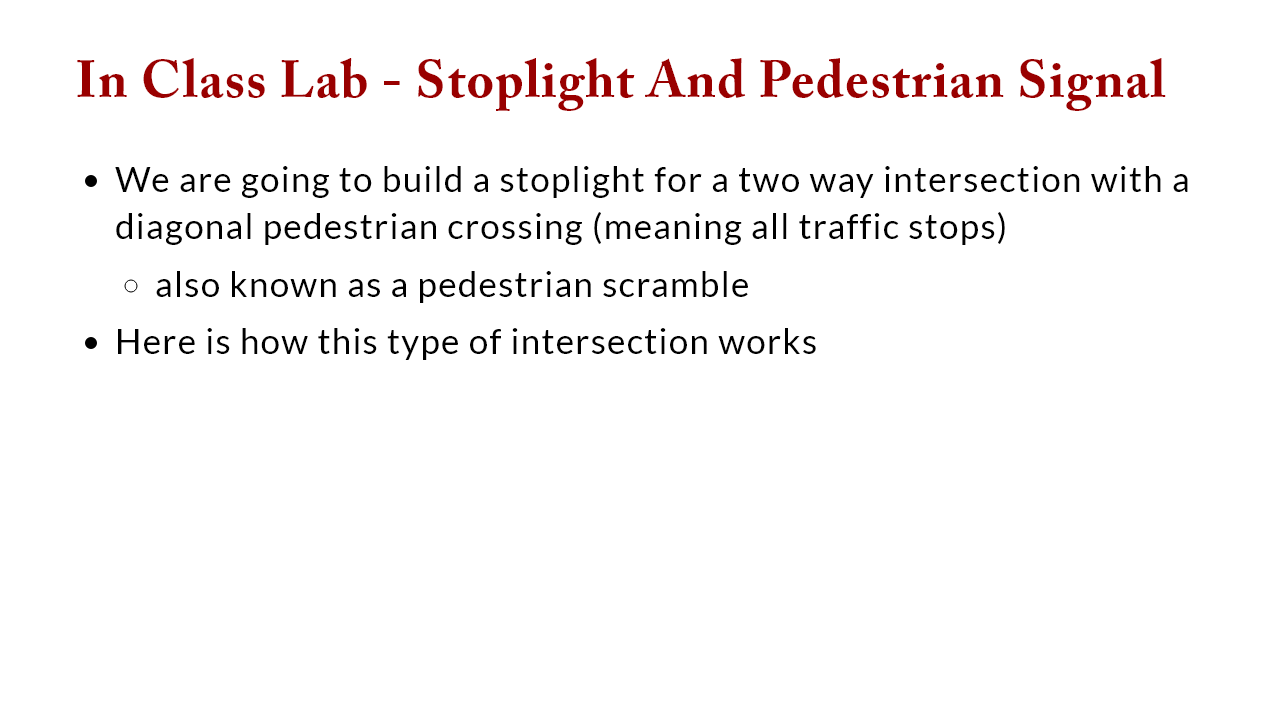 In Class Lab - Stoplight And Pedestrian Signal
• We are going to build a stoplight for a two way intersection with a
diagonal pedestrian crossing (meaning all traffic stops)
○ also known as a pedestrian scramble
• Here is how this type of intersection works